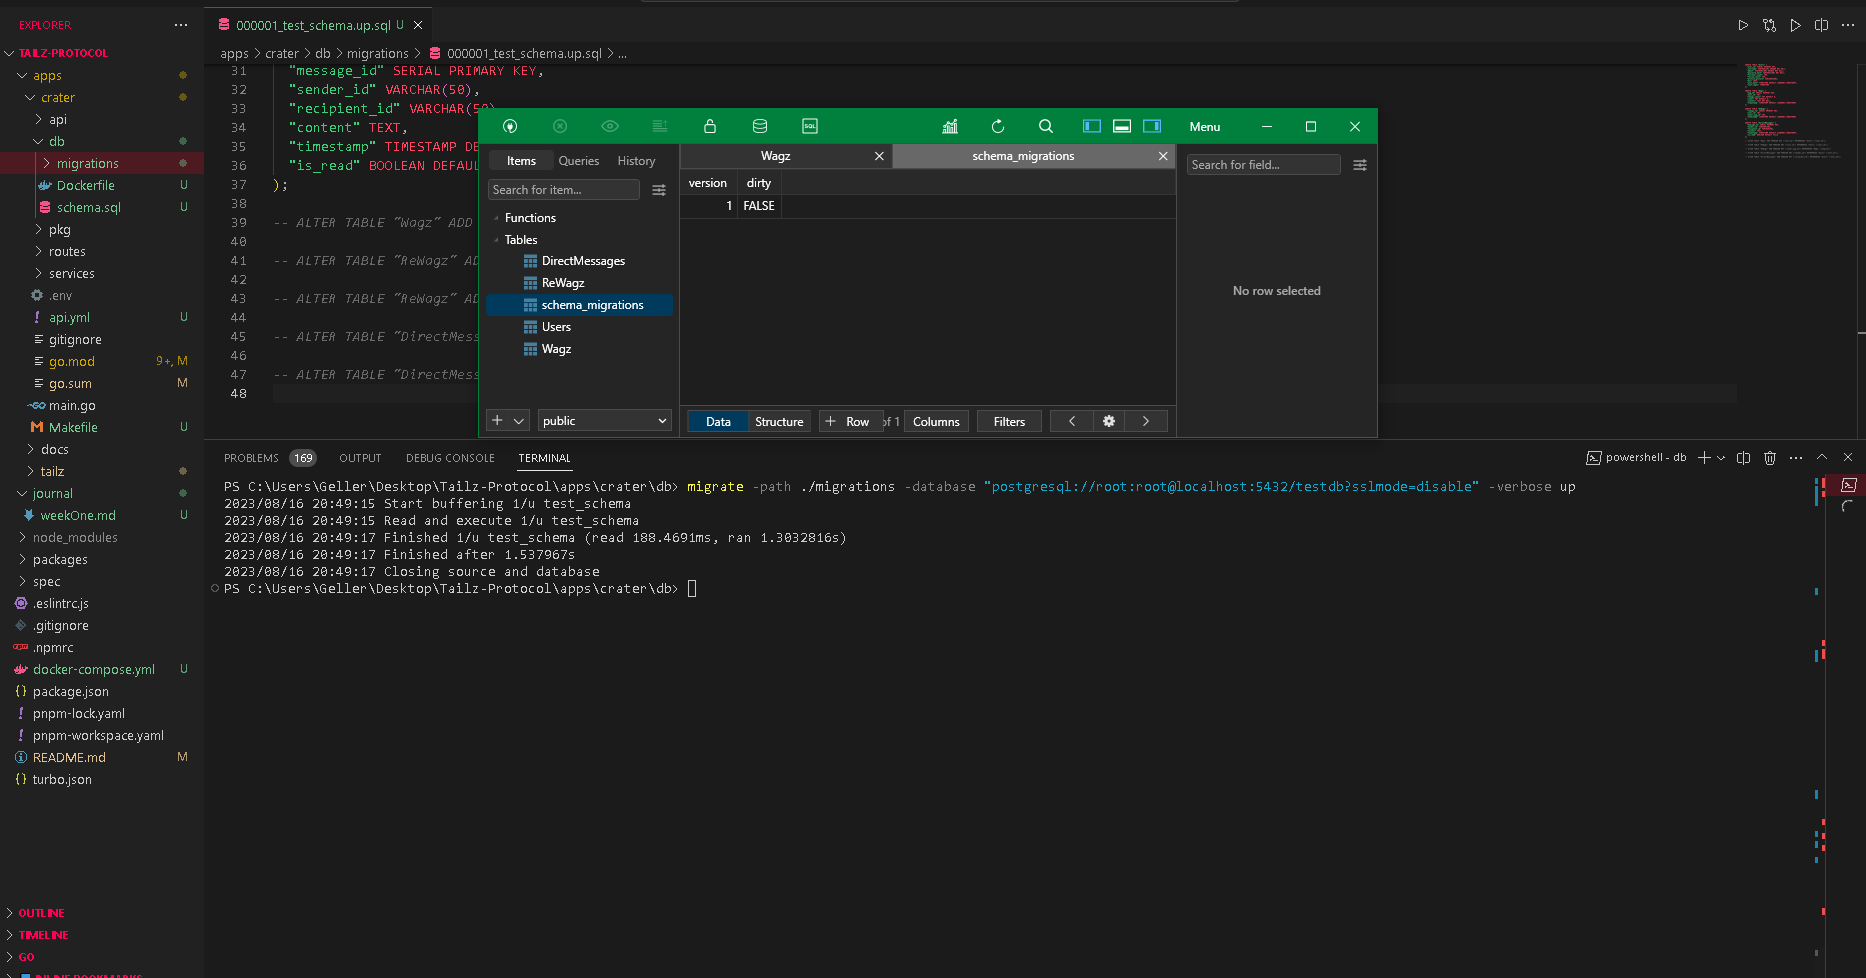 EXPLORER
TAILZ-PROTOCOL
apps
crater
api
db
migrations
Dockerfile U
schema.sql U
pkg
routes
services
.env
api.yml U
gitignore
go.mod 9+, M
go.sum M
main.go
Makefile U
docs
tailz
journal
weekOne.md U
node_modules
packages
spec
.eslintrc.js
.gitignore
.npmrc
docker-compose.yml U
package.json
pnpm-lock.yaml
pnpm-workspace.yaml
README.md M
turbo.json
OUTLINE
TIMELINE
GO
000001_test_schema.up.sql U
apps > crater > db > migrations > 000001_test_schema.up.sql > ...
31 "message_id" SERIAL PRIMARY KEY,
32 "sender_id" VARCHAR(50),
33 "recipient_id" VARCHAR(50)
34 "content" TEXT,
35 "timestamp" TIMESTAMP DE
36 "is_read" BOOLEAN DEFAUL
37 );
38
39 -- ALTER TABLE "Wagz" ADD
40
41 -- ALTER TABLE "ReWagz" AD
42
43 -- ALTER TABLE "ReWagz" AD
44
45 -- ALTER TABLE "DirectMess
46
47 -- ALTER TABLE "DirectMess
48
SQL
Menu
Items Queries History
Search for item...
Functions
Tables
DirectMessages
ReWagz
schema_migrations
Users
Wagz
public
Wagz
schema_migrations
version dirty
1 FALSE
Data Structure + Row of 1 Columns Filters
Search for field...
No row selected
PROBLEMS 169 OUTPUT DEBUG CONSOLE TERMINAL
powershell - db
PS C:\Users\Geller\Desktop\Tailz-Protocol\apps\crater\db> migrate -path ./migrations -database "postgresql://root:root@localhost:5432/testdb?sslmode=disable" -verbose up
2023/08/16 20:49:15 Start buffering 1/u test_schema
2023/08/16 20:49:15 Read and execute 1/u test_schema
2023/08/16 20:49:17 Finished 1/u test_schema (read 188.4691ms, ran 1.3032816s)
2023/08/16 20:49:17 Finished after 1.537967s
2023/08/16 20:49:17 Closing source and database
PS C:\Users\Geller\Desktop\Tailz-Protocol\apps\crater\db>